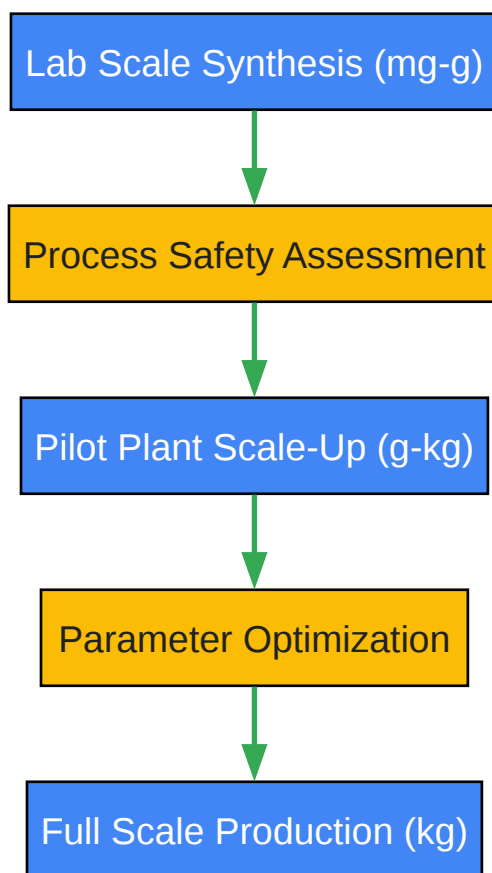 Lab Scale Synthesis (mg-g)
Process Safety Assessment
Pilot Plant Scale-Up (g-kg)
Parameter Optimization
Full Scale Production (kg)